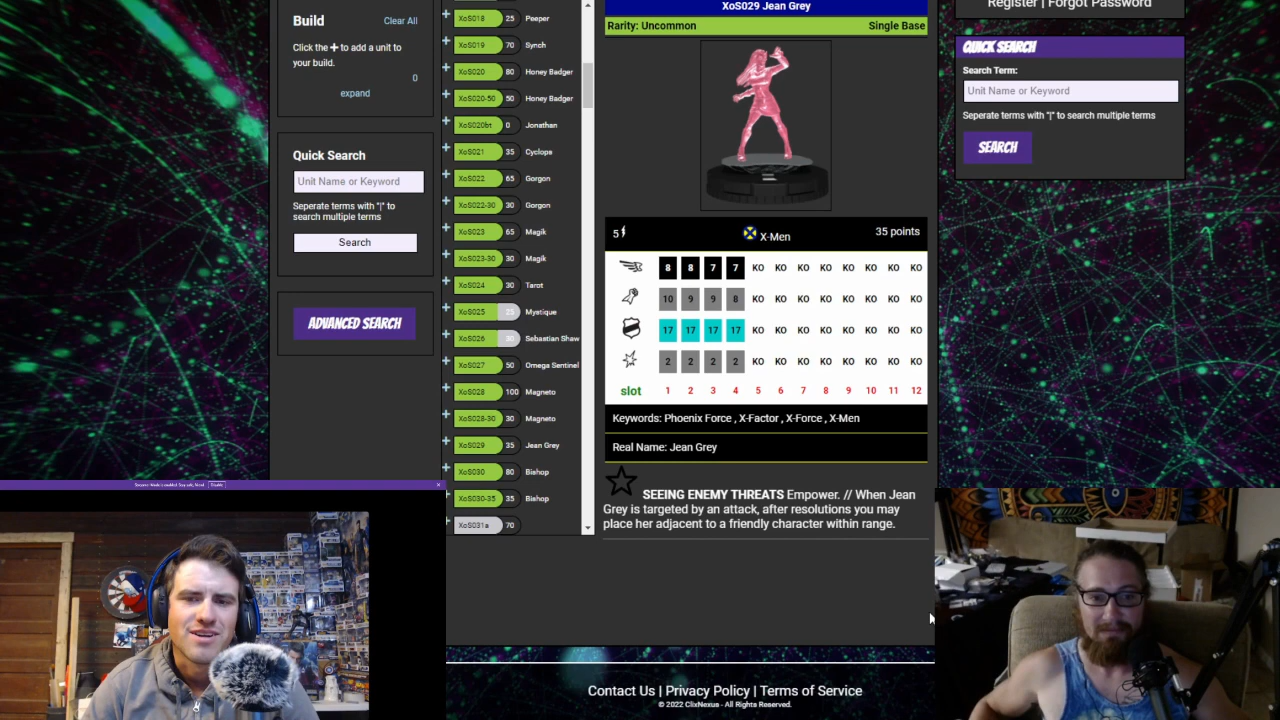 Build
Clear All
Click the + to add a unit to
your build.
0
expand
Quick Search
Unit Name or Keyword
Seperate terms with "|" to
search multiple terms
Search
ADVANCED SEARCH
XoS018 25 Peeper
XoS019 70 Synch
XoS020 80 Honey Badger
XoS020-50 50 Honey Badger
XoS020bt 0 Jonathan
XoS021 35 Cyclops
XoS022 65 Gorgon
XoS022-30 30 Gorgon
XoS023 65 Magik
XoS023-30 30 Magik
XoS024 30 Tarot
XoS025 Mystique
XoS026 Sebastian Shaw
XoS027 50 Omega Sentinel
XoS028 100 Magneto
XoS028-30 30 Magneto
XoS029 35 Jean Grey
XoS030 80 Bishop
XoS030-35 35 Bishop
XoS031a 70
XoS029 Jean Grey
Rarity: Uncommon Single Base
5 X-Men 35 points
8 8 7 7 KO KO KO KO KO KO KO KO
10 9 9 8 KO KO KO KO KO KO KO KO
17 17 17 17 KO KO KO KO KO KO KO KO
2 2 2 2 KO KO KO KO KO KO KO KO
slot 1 2 3 4 5 6 7 8 9 10 11 12
Keywords: Phoenix Force , X-Factor , X-Force , X-Men
Real Name: Jean Grey
SEEING ENEMY THREATS Empower. // When Jean
Grey is targeted by an attack, after resolutions you may
place her adjacent to a friendly character within range.
Register | Forgot Password
QUICK SEARCH
Search Term:
Unit Name or Keyword
Seperate terms with "|" to search multiple terms
SEARCH
Contact Us | Privacy Policy | Terms of Service
© 2022 ClixNexus - All Rights Reserved.